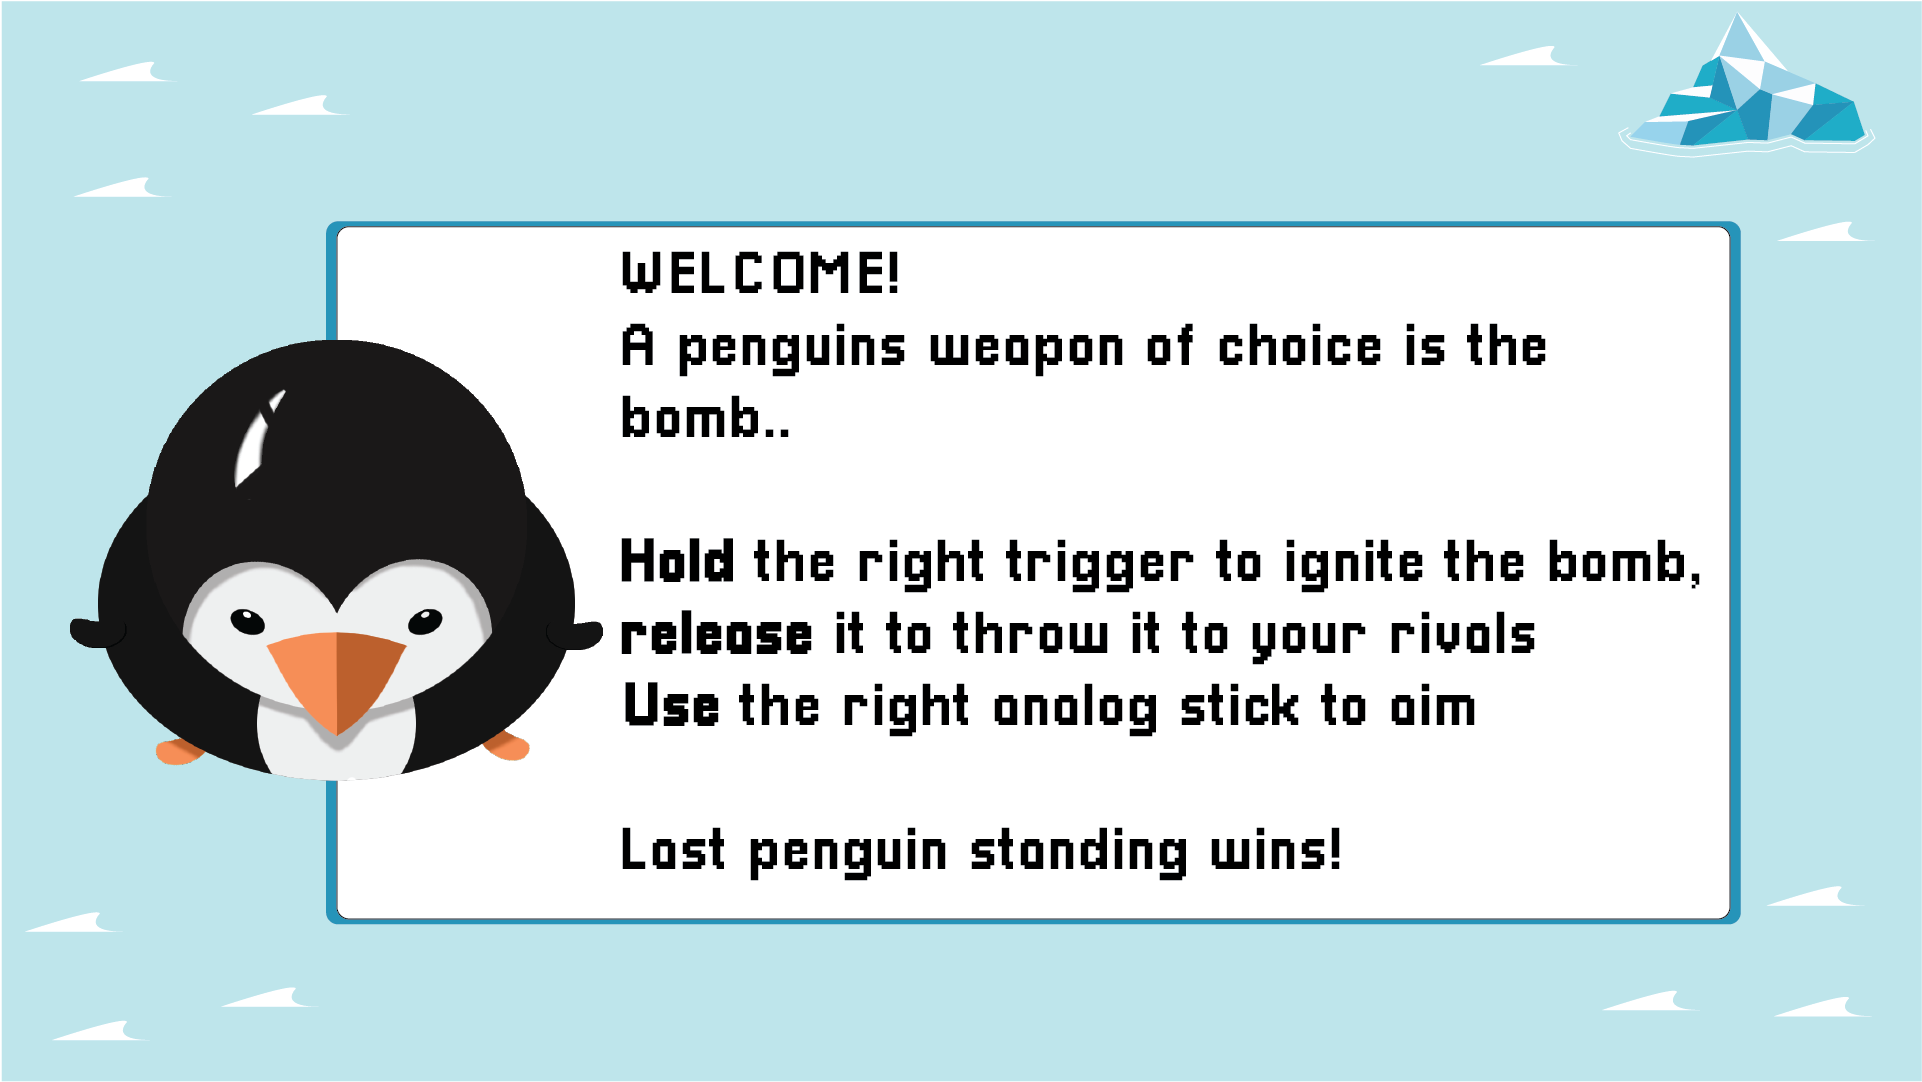 WELCOME!
A penguins weapon of choice is the
bomb..
Hold the right trigger to ignite the bomb,
release it to throw it to your rivals
Use the right analog stick to aim
Last penguin standing wins!